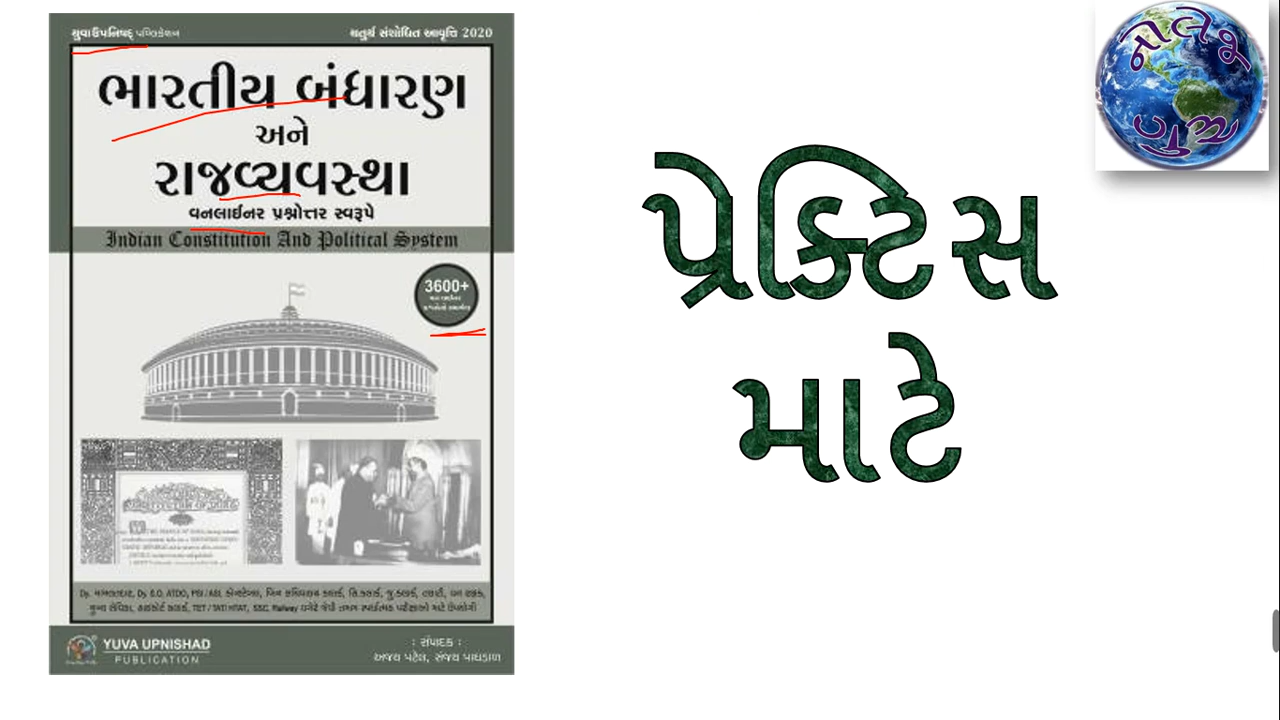 યુવાઉપનિષદ્ પબ્લિકેશન
ચતુર્થ સંશોધિત આવૃત્તિ 2020
ભારતીય બંધારણ
અને
રાજવ્યવસ્થા
વનલાઈનર પ્રશ્નોત્તર સ્વરૂપે
Indian Constitution And Political System
3600+
YUVA UPNISHAD
PUBLICATION
: સંપાદક :
અજય પટેલ, સંજય પાઘડાળ
પ્રેક્ટિસ
માટે
નોલેજ
ગુરુ